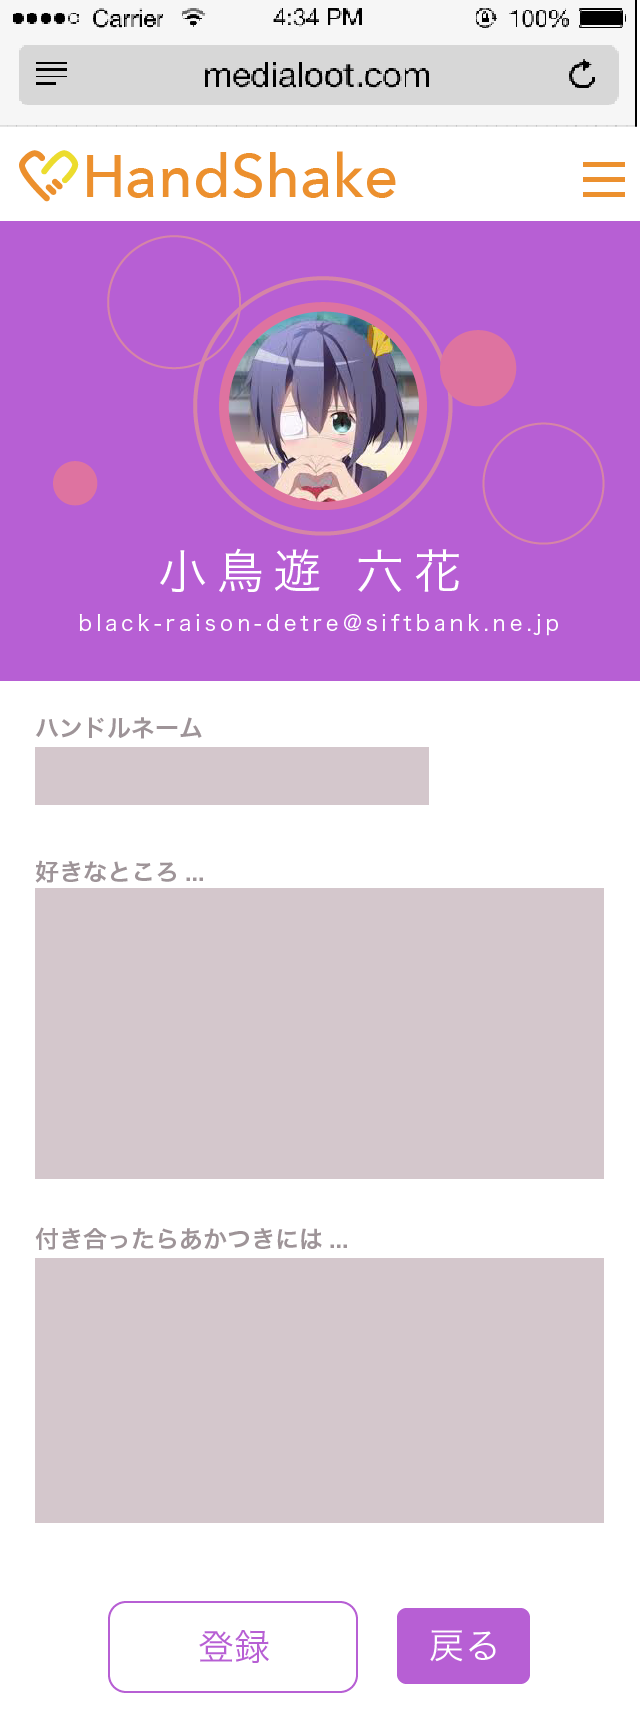 Carrier 4:34 PM 100%
medialoot.com
HandShake
小鳥遊 六花
black-raison-detre@siftbank.ne.jp
ハンドルネーム
好きなところ ...
付き合ったらあかつきには ...
登録 戻る